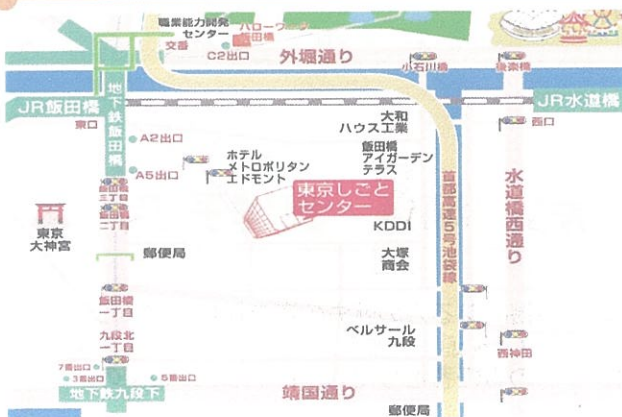 職業能力開発
センター
交番
ハローワーク
飯田橋
C2出口
外堀通り
小石川橋
後楽橋
JR飯田橋
地下鉄飯田橋
JR水道橋
東口
西口
A2出口
大和
ハウス工業
飯田橋
アイガーデン
テラス
ホテル
メトロポリタン
エドモント
A5出口
飯田橋
三丁目
飯田橋
二丁目
東京しごと
センター
首都高速5号池袋線
水道橋西通り
東京
大神宮
KDDI
郵便局
大塚
商会
飯田橋
一丁目
ベルサール
九段
九段北
一丁目
西神田
7番出口
3番出口
5番出口
地下鉄九段下
靖国通り
郵便局